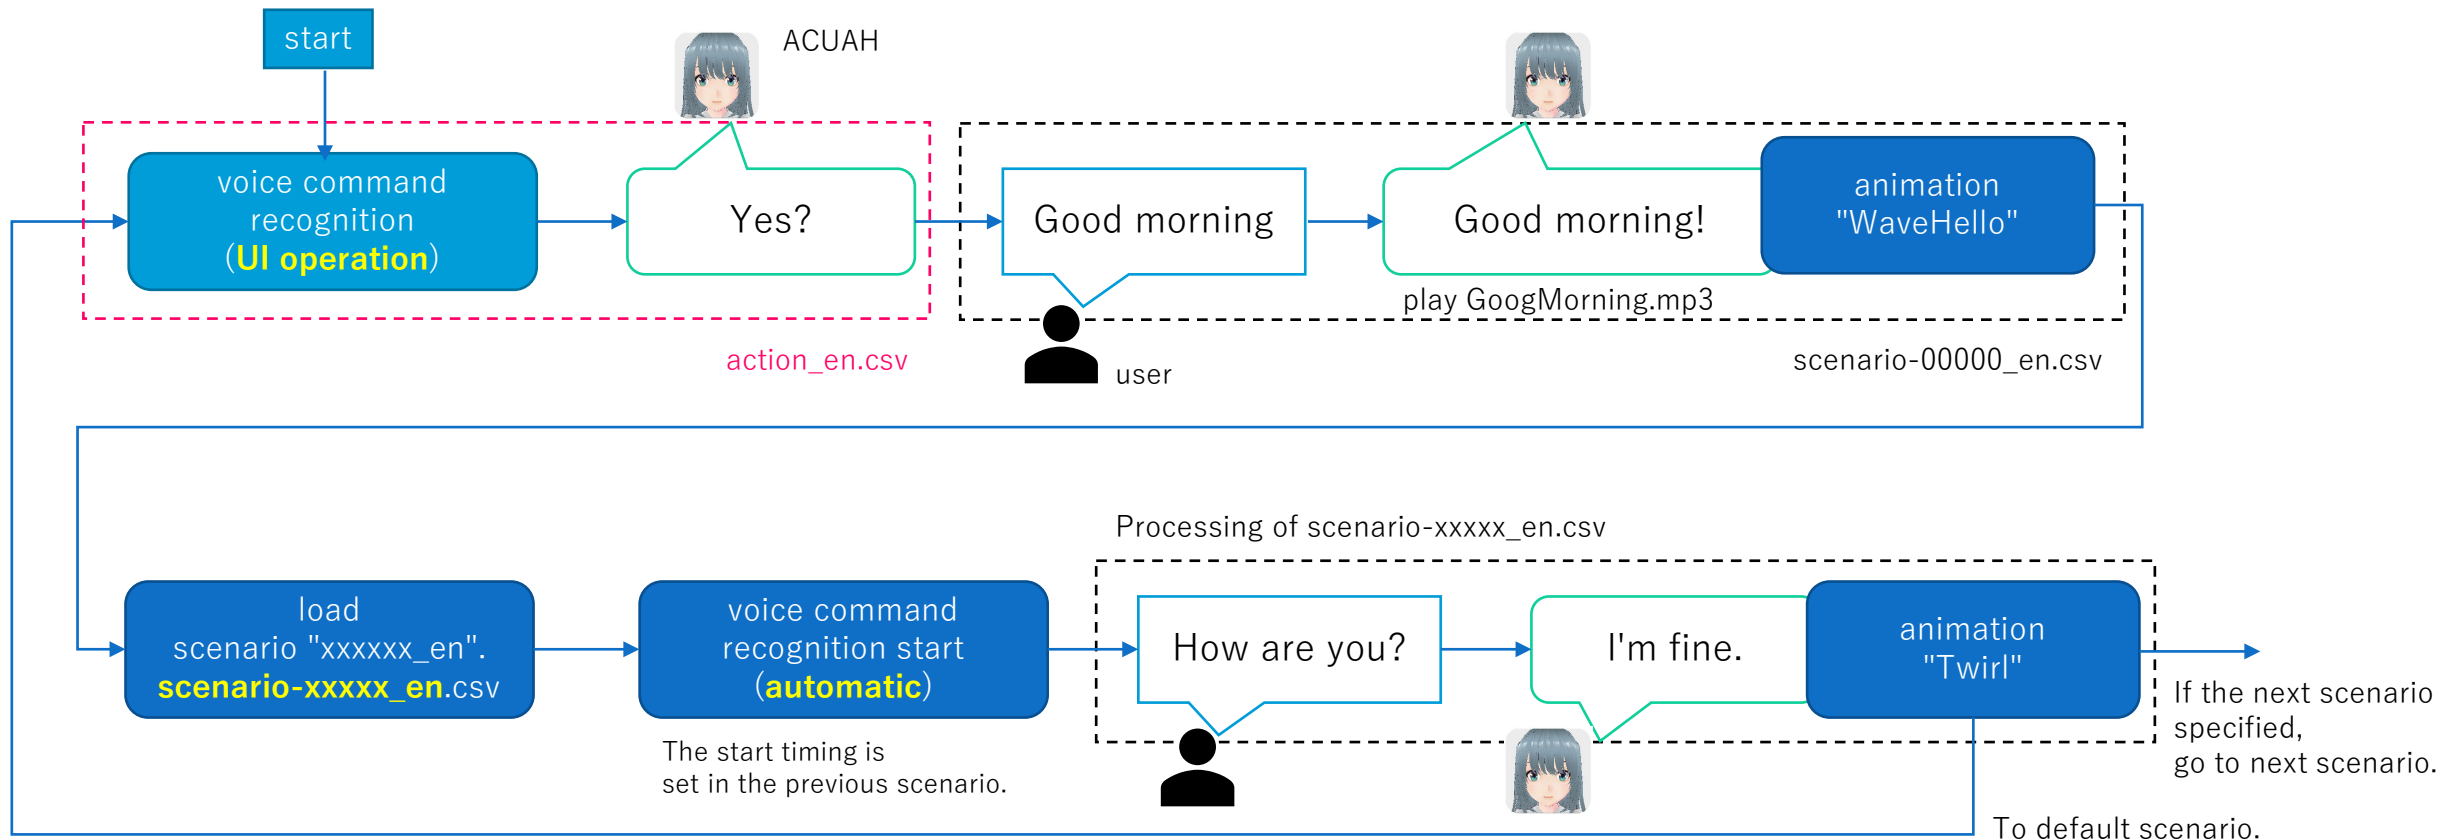 start
ACUAH
voice command
recognition
(UI operation)
Yes?
Good morning
Good morning!
animation
"WaveHello"
play GoogMorning.mp3
action_en.csv
user
scenario-00000_en.csv
Processing of scenario-xxxxx_en.csv
load
scenario "xxxxxx_en".
scenario-xxxxx_en.csv
voice command
recognition start
(automatic)
How are you?
I'm fine.
animation
"Twirl"
The start timing is
set in the previous scenario.
If the next scenario
specified,
go to next scenario.
To default scenario.